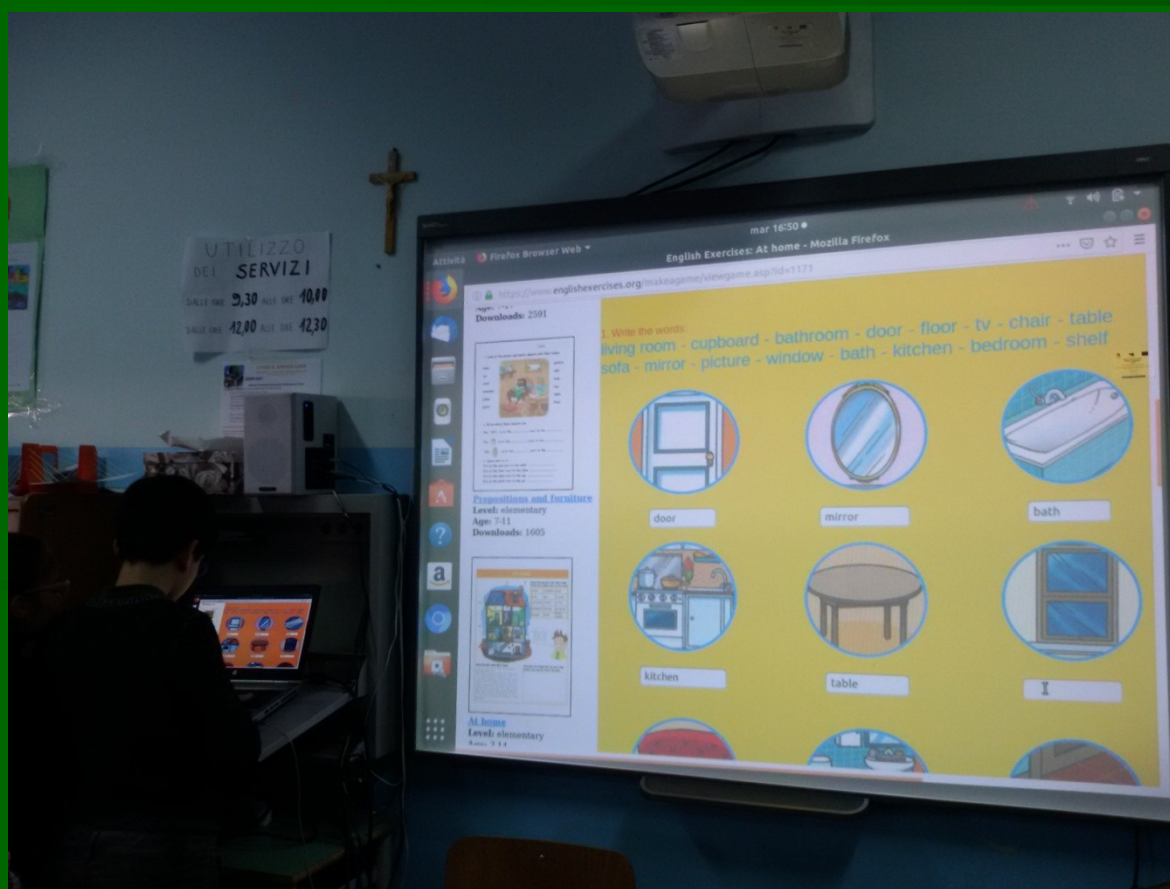 UTILIZZO
DEI SERVIZI
DALLE ORE 9,30 ALLE ORE 10,00
DALLE ORE 12,00 ALLE ORE 12,30
mar 16:50
Attività Firefox Browser Web
English Exercises: At home - Mozilla Firefox
https://www.englishexercises.org/makeagame/viewgame.asp?id=1171
Downloads: 2591
Prepositions and furniture
Level: elementary
Age: 7-11
Downloads: 1605
At home
Level: elementary
Age: 7-14
1. Write the words:
living room - cupboard - bathroom - door - floor - tv - chair - table
sofa - mirror - picture - window - bath - kitchen - bedroom - shelf
door
mirror
bath
kitchen
table